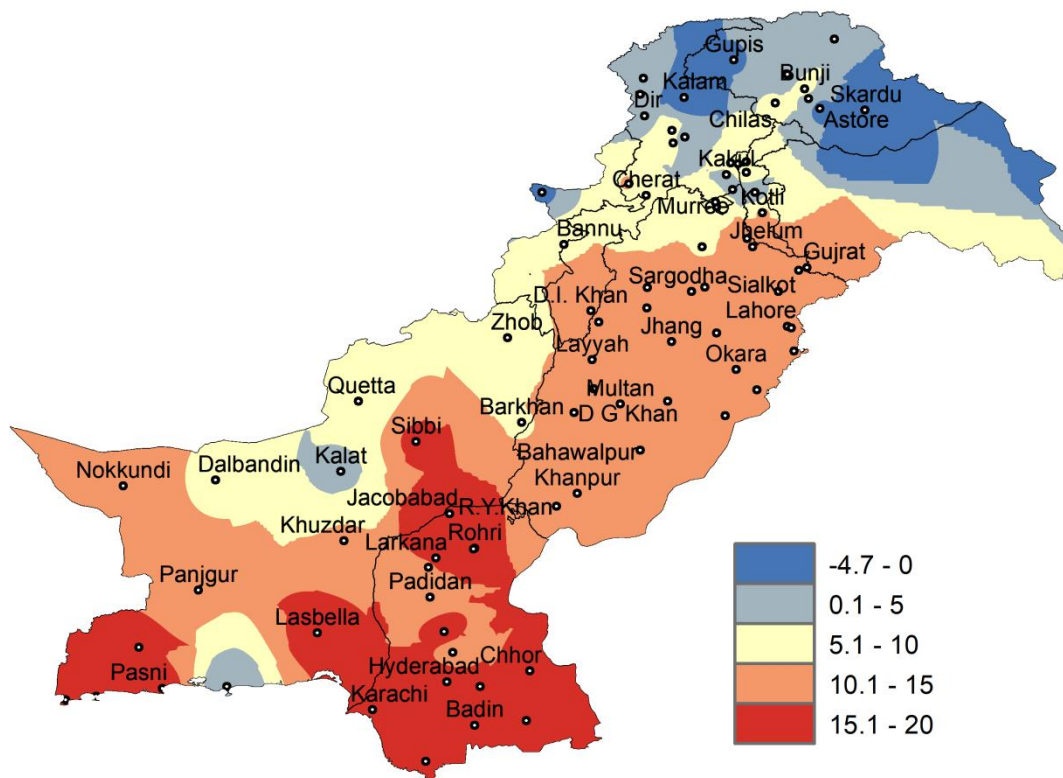 Gupis
Bunji
Kalam
Skardu
Dir
Astore
Chilas
Kakul
Cherat
Kotli
Murree
Bannu
Jhelum
Gujrat
Sargodha
Sialkot
D.I. Khan
Lahore
Zhob
Jhang
Layyah
Okara
Quetta
Multan
Barkhan
D G Khan
Sibbi
Bahawalpur
Kalat
Nokkundi
Dalbandin
Khanpur
Jacobabad
R.Y.Khan
Khuzdar
Rohri
Larkana
Panjgur
Padidan
Lasbella
Pasni
Hyderabad
Chhor
Karachi
Badin
-4.7 - 0
0.1 - 5
5.1 - 10
10.1 - 15
15.1 - 20